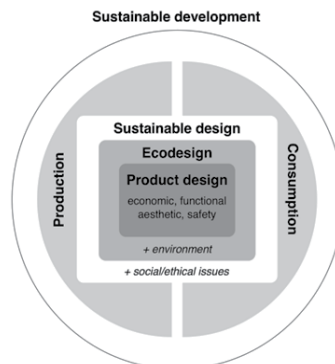 Sustainable development
Sustainable design
Ecodesign
Product design
economic, functional
aesthetic, safety
+ environment
+ social/ethical issues
Production
Consumption